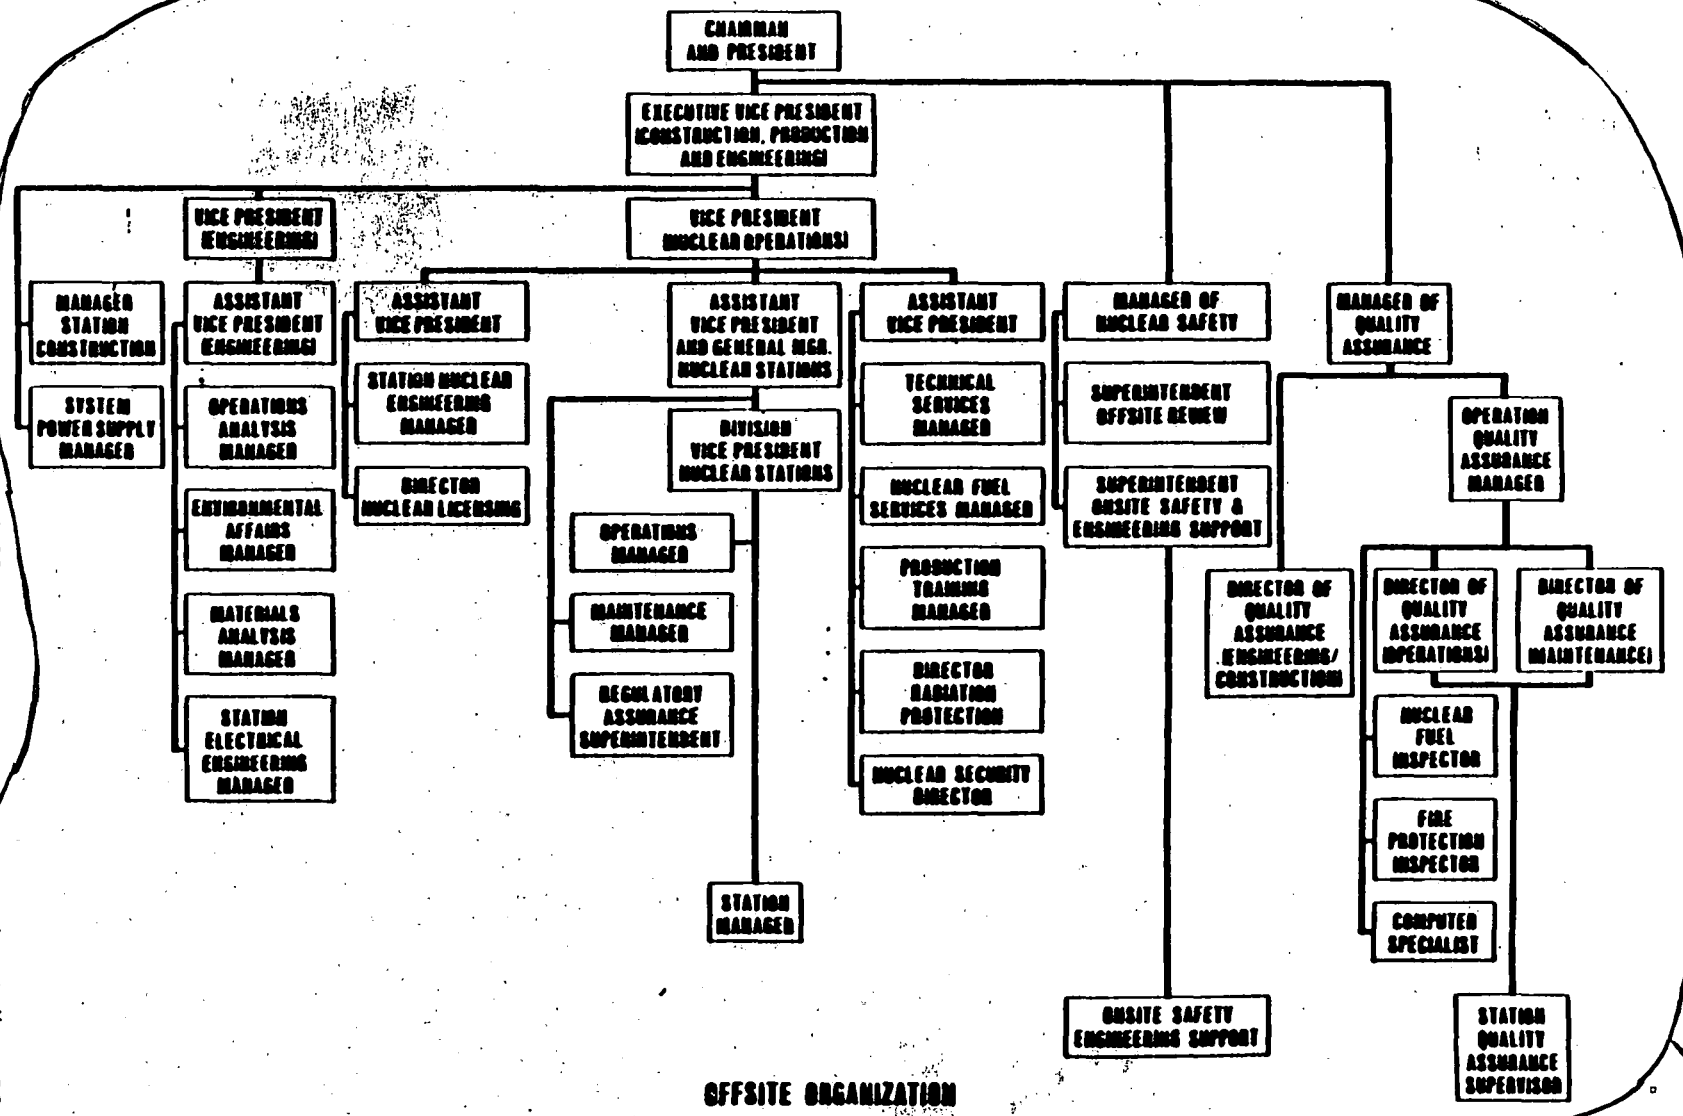 CHAIRMAN
AND PRESIDENT
EXECUTIVE VICE PRESIDENT
(CONSTRUCTION, PRODUCTION
AND ENGINEERING)
VICE PRESIDENT
(ENGINEERING)
VICE PRESIDENT
(NUCLEAR OPERATIONS)
MANAGER
STATION
CONSTRUCTION
SYSTEM
POWER SUPPLY
MANAGER
ASSISTANT
VICE PRESIDENT
(ENGINEERING)
OPERATIONS
ANALYSIS
MANAGER
ENVIRONMENTAL
AFFAIRS
MANAGER
MATERIALS
ANALYSIS
MANAGER
STATION
ELECTRICAL
ENGINEERING
MANAGER
ASSISTANT
VICE PRESIDENT
STATION NUCLEAR
ENGINEERING
MANAGER
DIRECTOR
NUCLEAR LICENSING
ASSISTANT
VICE PRESIDENT
AND GENERAL MGR.
NUCLEAR STATIONS
DIVISION
VICE PRESIDENT
NUCLEAR STATIONS
OPERATIONS
MANAGER
MAINTENANCE
MANAGER
REGULATORY
ASSURANCE
SUPERINTENDENT
STATION
MANAGER
ASSISTANT
VICE PRESIDENT
TECHNICAL
SERVICES
MANAGER
NUCLEAR FUEL
SERVICES MANAGER
PRODUCTION
TRAINING
MANAGER
DIRECTOR
RADIATION
PROTECTION
NUCLEAR SECURITY
DIRECTOR
MANAGER OF
NUCLEAR SAFETY
SUPERINTENDENT
OFFSITE REVIEW
SUPERINTENDENT
ONSITE SAFETY &
ENGINEERING SUPPORT
ONSITE SAFETY
ENGINEERING SUPPORT
MANAGER OF
QUALITY
ASSURANCE
OPERATION
QUALITY
ASSURANCE
MANAGER
DIRECTOR OF
QUALITY
ASSURANCE
(ENGINEERING/
CONSTRUCTION)
DIRECTOR OF
QUALITY
ASSURANCE
(OPERATIONS)
DIRECTOR OF
QUALITY
ASSURANCE
(MAINTENANCE)
NUCLEAR
FUEL
INSPECTOR
FIRE
PROTECTION
INSPECTOR
COMPUTER
SPECIALIST
STATION
QUALITY
ASSURANCE
SUPERVISOR
OFFSITE ORGANIZATION